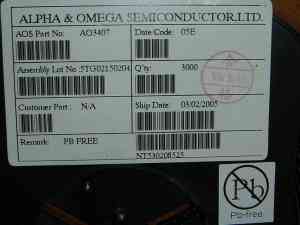 ALPHA & OMEGA SEMICONDUCTOR,LTD.
AOS Part No: AO3407 Date Code: 05E
Assembly Lot No :5TG02150204 Q'ty: 3000
Customer Part : N/A Ship Date: 03/02/2005
Remark: PB FREE
NT530208525
Pb
Pb-free